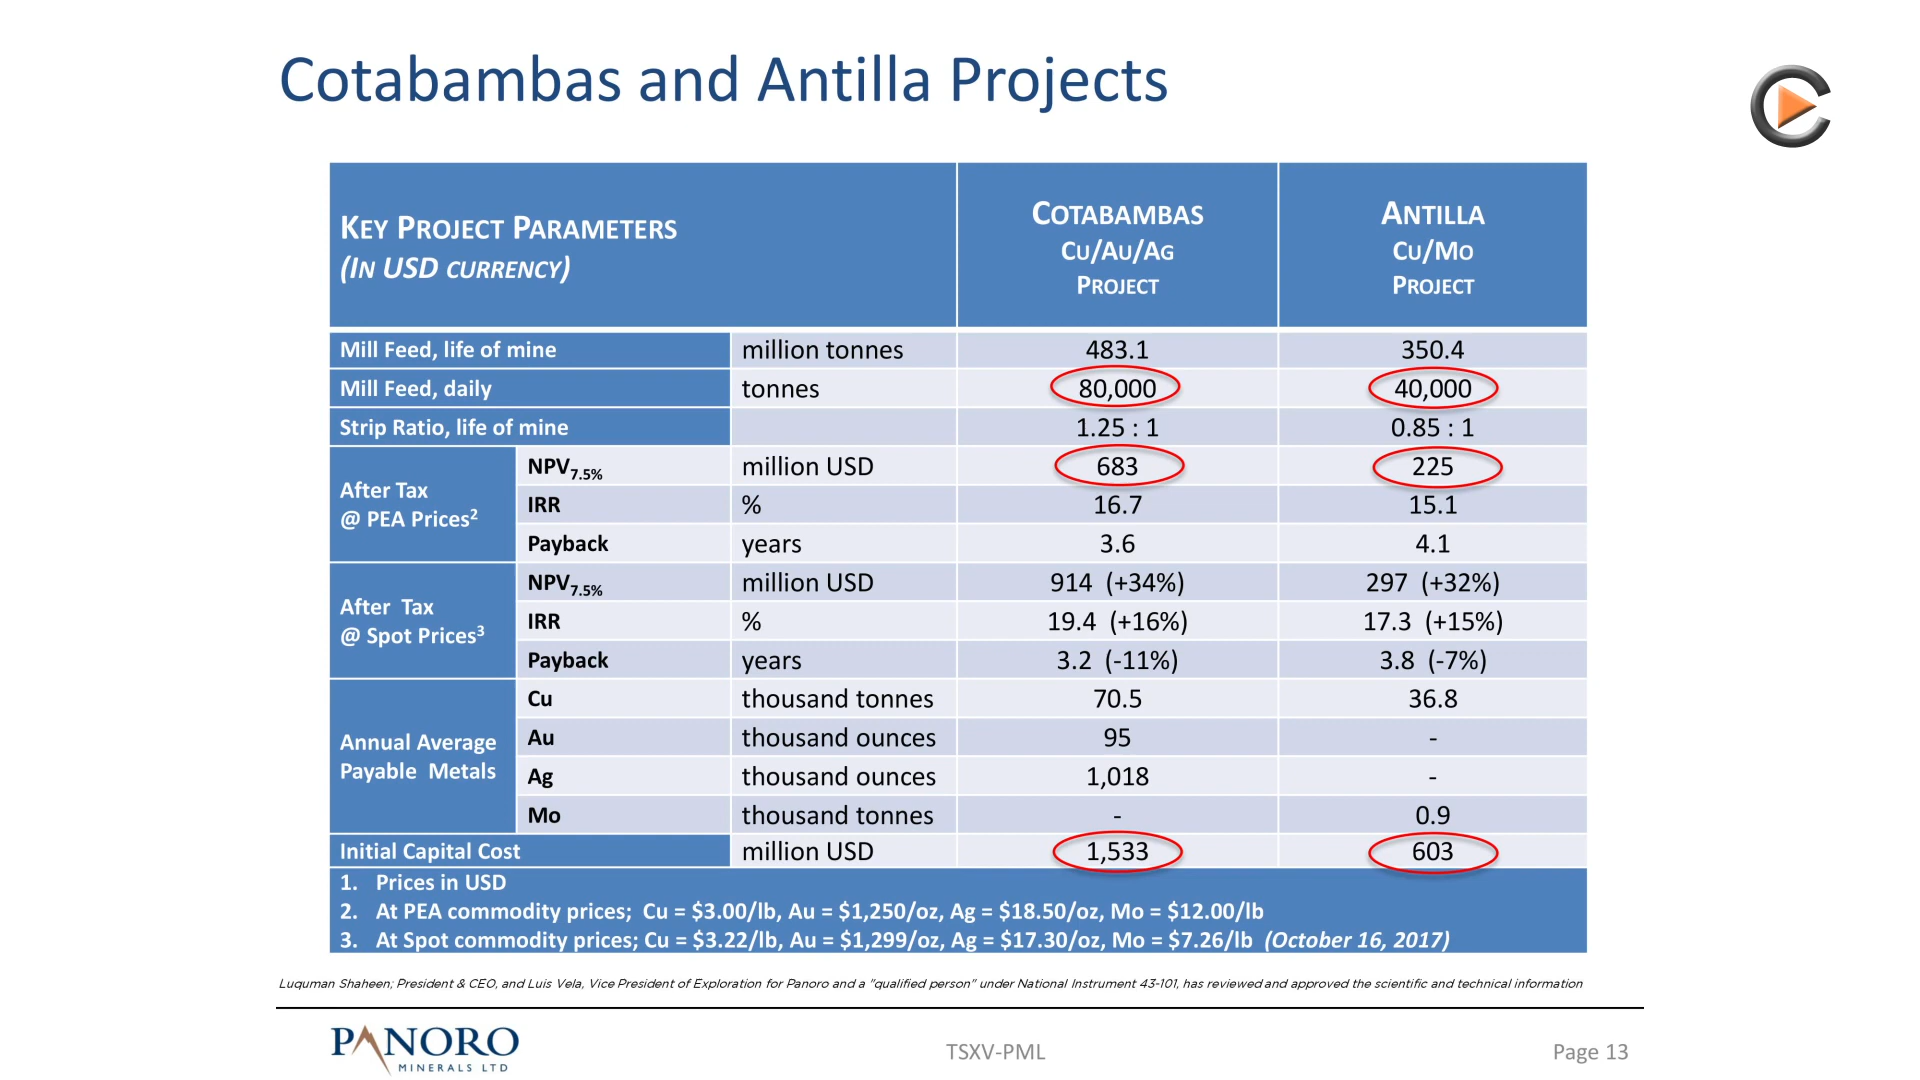 Cotabambas and Antilla Projects
KEY PROJECT PARAMETERS
(IN USD CURRENCY)
COTABAMBAS
CU/AU/AG
PROJECT
ANTILLA
CU/MO
PROJECT
Mill Feed, life of mine million tonnes 483.1 350.4
Mill Feed, daily tonnes 80,000 40,000
Strip Ratio, life of mine 1.25 : 1 0.85 : 1
After Tax
@ PEA Prices2
NPV7.5% million USD 683 225
IRR % 16.7 15.1
Payback years 3.6 4.1
After Tax
@ Spot Prices3
NPV7.5% million USD 914 (+34%) 297 (+32%)
IRR % 19.4 (+16%) 17.3 (+15%)
Payback years 3.2 (-11%) 3.8 (-7%)
Annual Average
Payable Metals
Cu thousand tonnes 70.5 36.8
Au thousand ounces 95 -
Ag thousand ounces 1,018 -
Mo thousand tonnes - 0.9
Initial Capital Cost million USD 1,533 603
1. Prices in USD
2. At PEA commodity prices; Cu = $3.00/lb, Au = $1,250/oz, Ag = $18.50/oz, Mo = $12.00/lb
3. At Spot commodity prices; Cu = $3.22/lb, Au = $1,299/oz, Ag = $17.30/oz, Mo = $7.26/lb (October 16, 2017)
Luquman Shaheen; President & CEO, and Luis Vela, Vice President of Exploration for Panoro and a "qualified person" under National Instrument 43-101, has reviewed and approved the scientific and technical information
PANORO
MINERALS LTD
TSXV-PML
Page 13